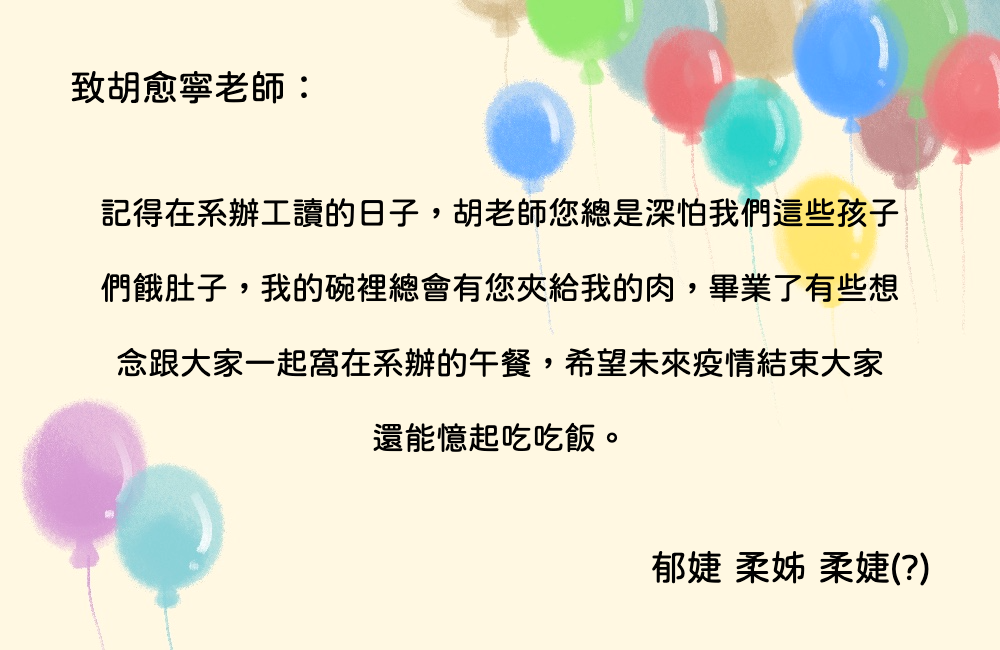 致胡愈寧老師：
記得在系辦工讀的日子，胡老師您總是深怕我們這些孩子
們餓肚子，我的碗裡總會有您夾給我的肉，畢業了有些想
念跟大家一起窩在系辦的午餐，希望未來疫情結束大家
還能憶起吃吃飯。
郁婕 柔姊 柔婕(?)